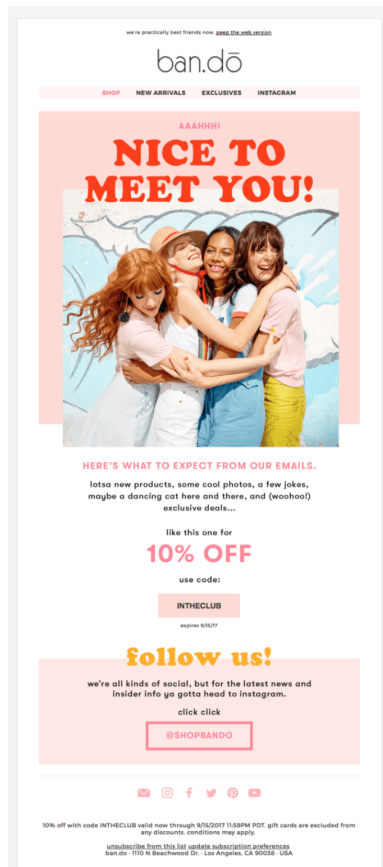 we're practically best friends now. peep the web version
ban.dō
SHOP NEW ARRIVALS EXCLUSIVES INSTAGRAM
AAAHHH!
NICE TO
MEET YOU!
HERE'S WHAT TO EXPECT FROM OUR EMAILS.
lotsa new products, some cool photos, a few jokes,
maybe a dancing cat here and there, and (woohoo!)
exclusive deals...
like this one for
10% OFF
use code:
INTHECLUB
expires 9/15/17
follow us!
we're all kinds of social, but for the latest news and
insider info ya gotta head to instagram.
click click
@SHOPBANDO
10% off with code INTHECLUB valid now through 9/15/2017 11:59PM PDT. gift cards are excluded from
any discounts. conditions may apply.
unsubscribe from this list update subscription preferences
ban.do · 1110 N Beachwood Dr. · Los Angeles, CA 90038 · USA